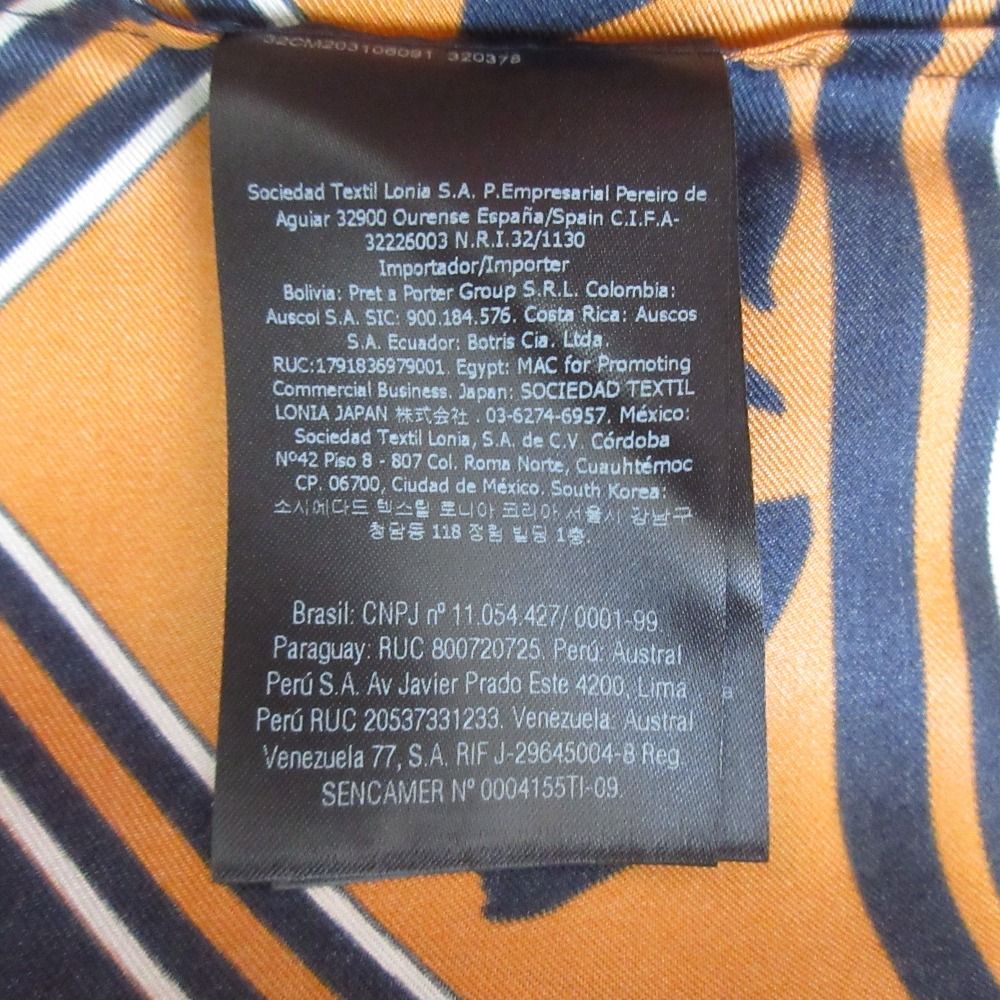 32CM203106091 320378
Sociedad Textil Lonia S.A. P.Empresarial Pereiro de
Aguiar 32900 Ourense España/Spain C.I.F.A-
32226003 N.R.I.32/1130
Importador/Importer
Bolivia: Pret a Porter Group S.R.L. Colombia:
Auscol S.A. SIC: 900.184.576. Costa Rica: Auscos
S.A. Ecuador: Botris Cia. Ltda.
RUC:1791836979001. Egypt: MAC for Promoting
Commercial Business. Japan: SOCIEDAD TEXTIL
LONIA JAPAN 株式会社 . 03-6274-6957. México:
Sociedad Textil Lonia, S.A. de C.V. Córdoba
Nº42 Piso 8 - 807 Col. Roma Norte, Cuauhtémoc
CP. 06700, Ciudad de México. South Korea:
소시에다드 텍스틸 로니아 코리아 서울시 강남구
청담동 118 정림 빌딩 1층.
Brasil: CNPJ nº 11.054.427/ 0001-99
Paraguay: RUC 800720725. Perú: Austral
Perú S.A. Av Javier Prado Este 4200, Lima
Perú RUC 20537331233. Venezuela: Austral
Venezuela 77, S.A. RIF J-29645004-8 Reg.
SENCAMER Nº 0004155TI-09.